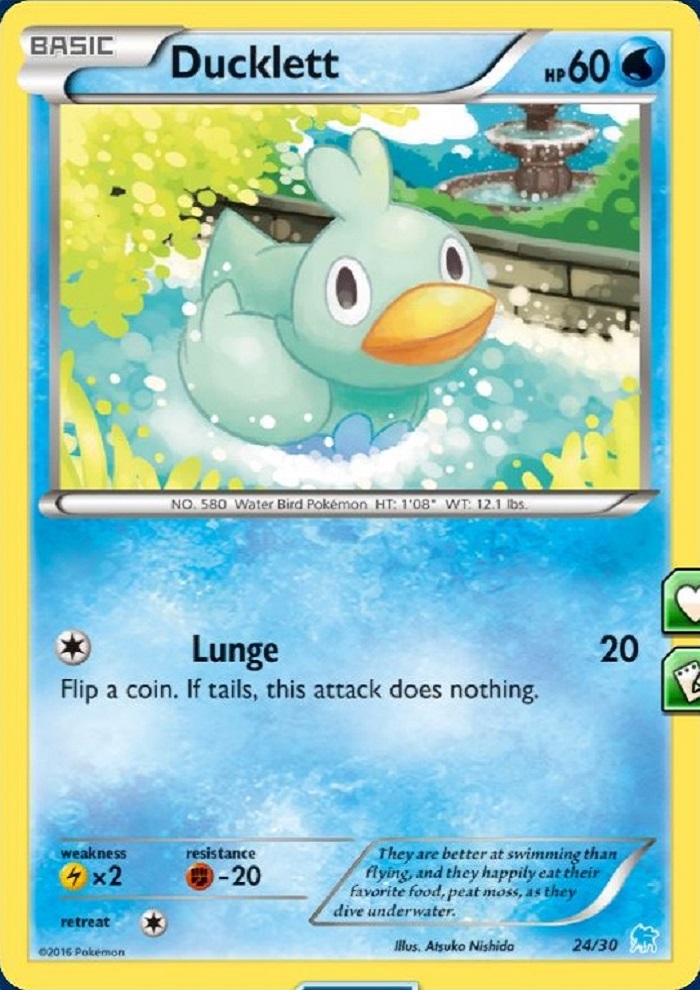 BASIC
Ducklett
HP 60
NO. 580 Water Bird Pokémon HT: 1'08" WT: 12.1 lbs.
Lunge 20
Flip a coin. If tails, this attack does nothing.
weakness resistance
×2 -20
retreat
They are better at swimming than
flying, and they happily eat their
favorite food, peat moss, as they
dive underwater.
©2016 Pokémon
Illus. Atsuko Nishida
24/30